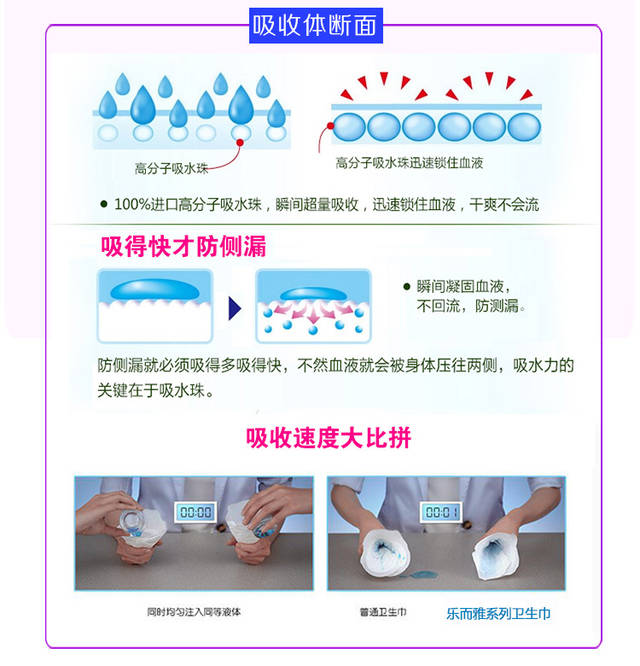 吸收体断面
高分子吸水珠
高分子吸水珠迅速锁住血液
● 100%进口高分子吸水珠，瞬间超量吸收，迅速锁住血液，干爽不会流
吸得快才防侧漏
● 瞬间凝固血液，
不回流，防测漏。
防侧漏就必须吸得多吸得快，不然血液就会被身体压往两侧，吸水力的
关键在于吸水珠。
吸收速度大比拼
00:00
00:01
同时均匀注入同等液体
普通卫生巾
乐而雅系列卫生巾